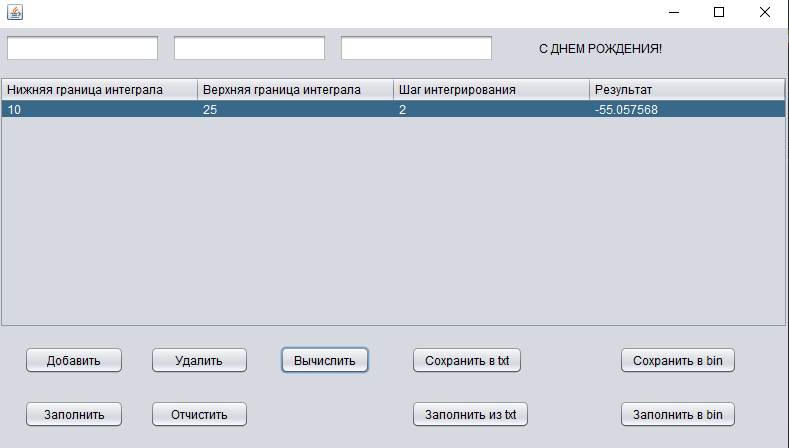 С ДНЕМ РОЖДЕНИЯ!
Нижняя граница интеграла Верхняя граница интеграла Шаг интегрирования Результат
10 25 2 -55.057568
Добавить Удалить Вычислить Сохранить в txt Сохранить в bin
Заполнить Отчистить Заполнить из txt Заполнить в bin